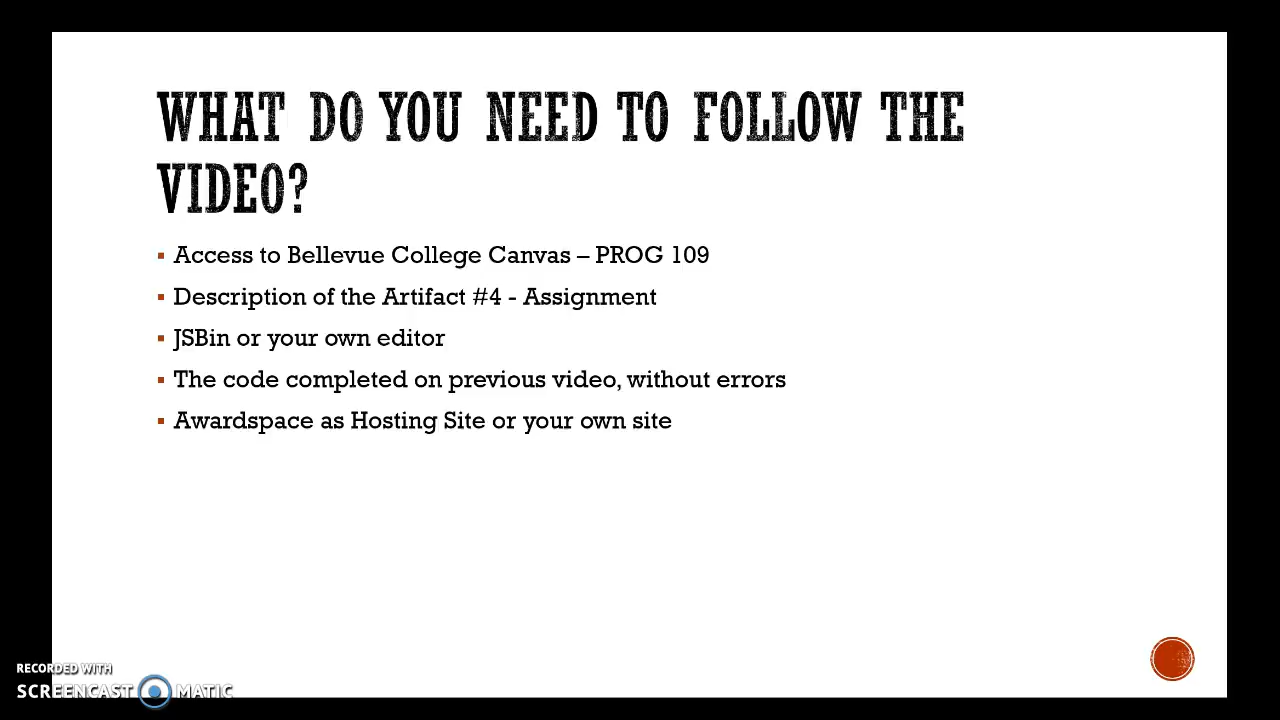 WHAT DO YOU NEED TO FOLLOW THE
VIDEO?
▪ Access to Bellevue College Canvas – PROG 109
▪ Description of the Artifact #4 - Assignment
▪ JSBin or your own editor
▪ The code completed on previous video, without errors
▪ Awardspace as Hosting Site or your own site
RECORDED WITH
SCREENCAST MATIC